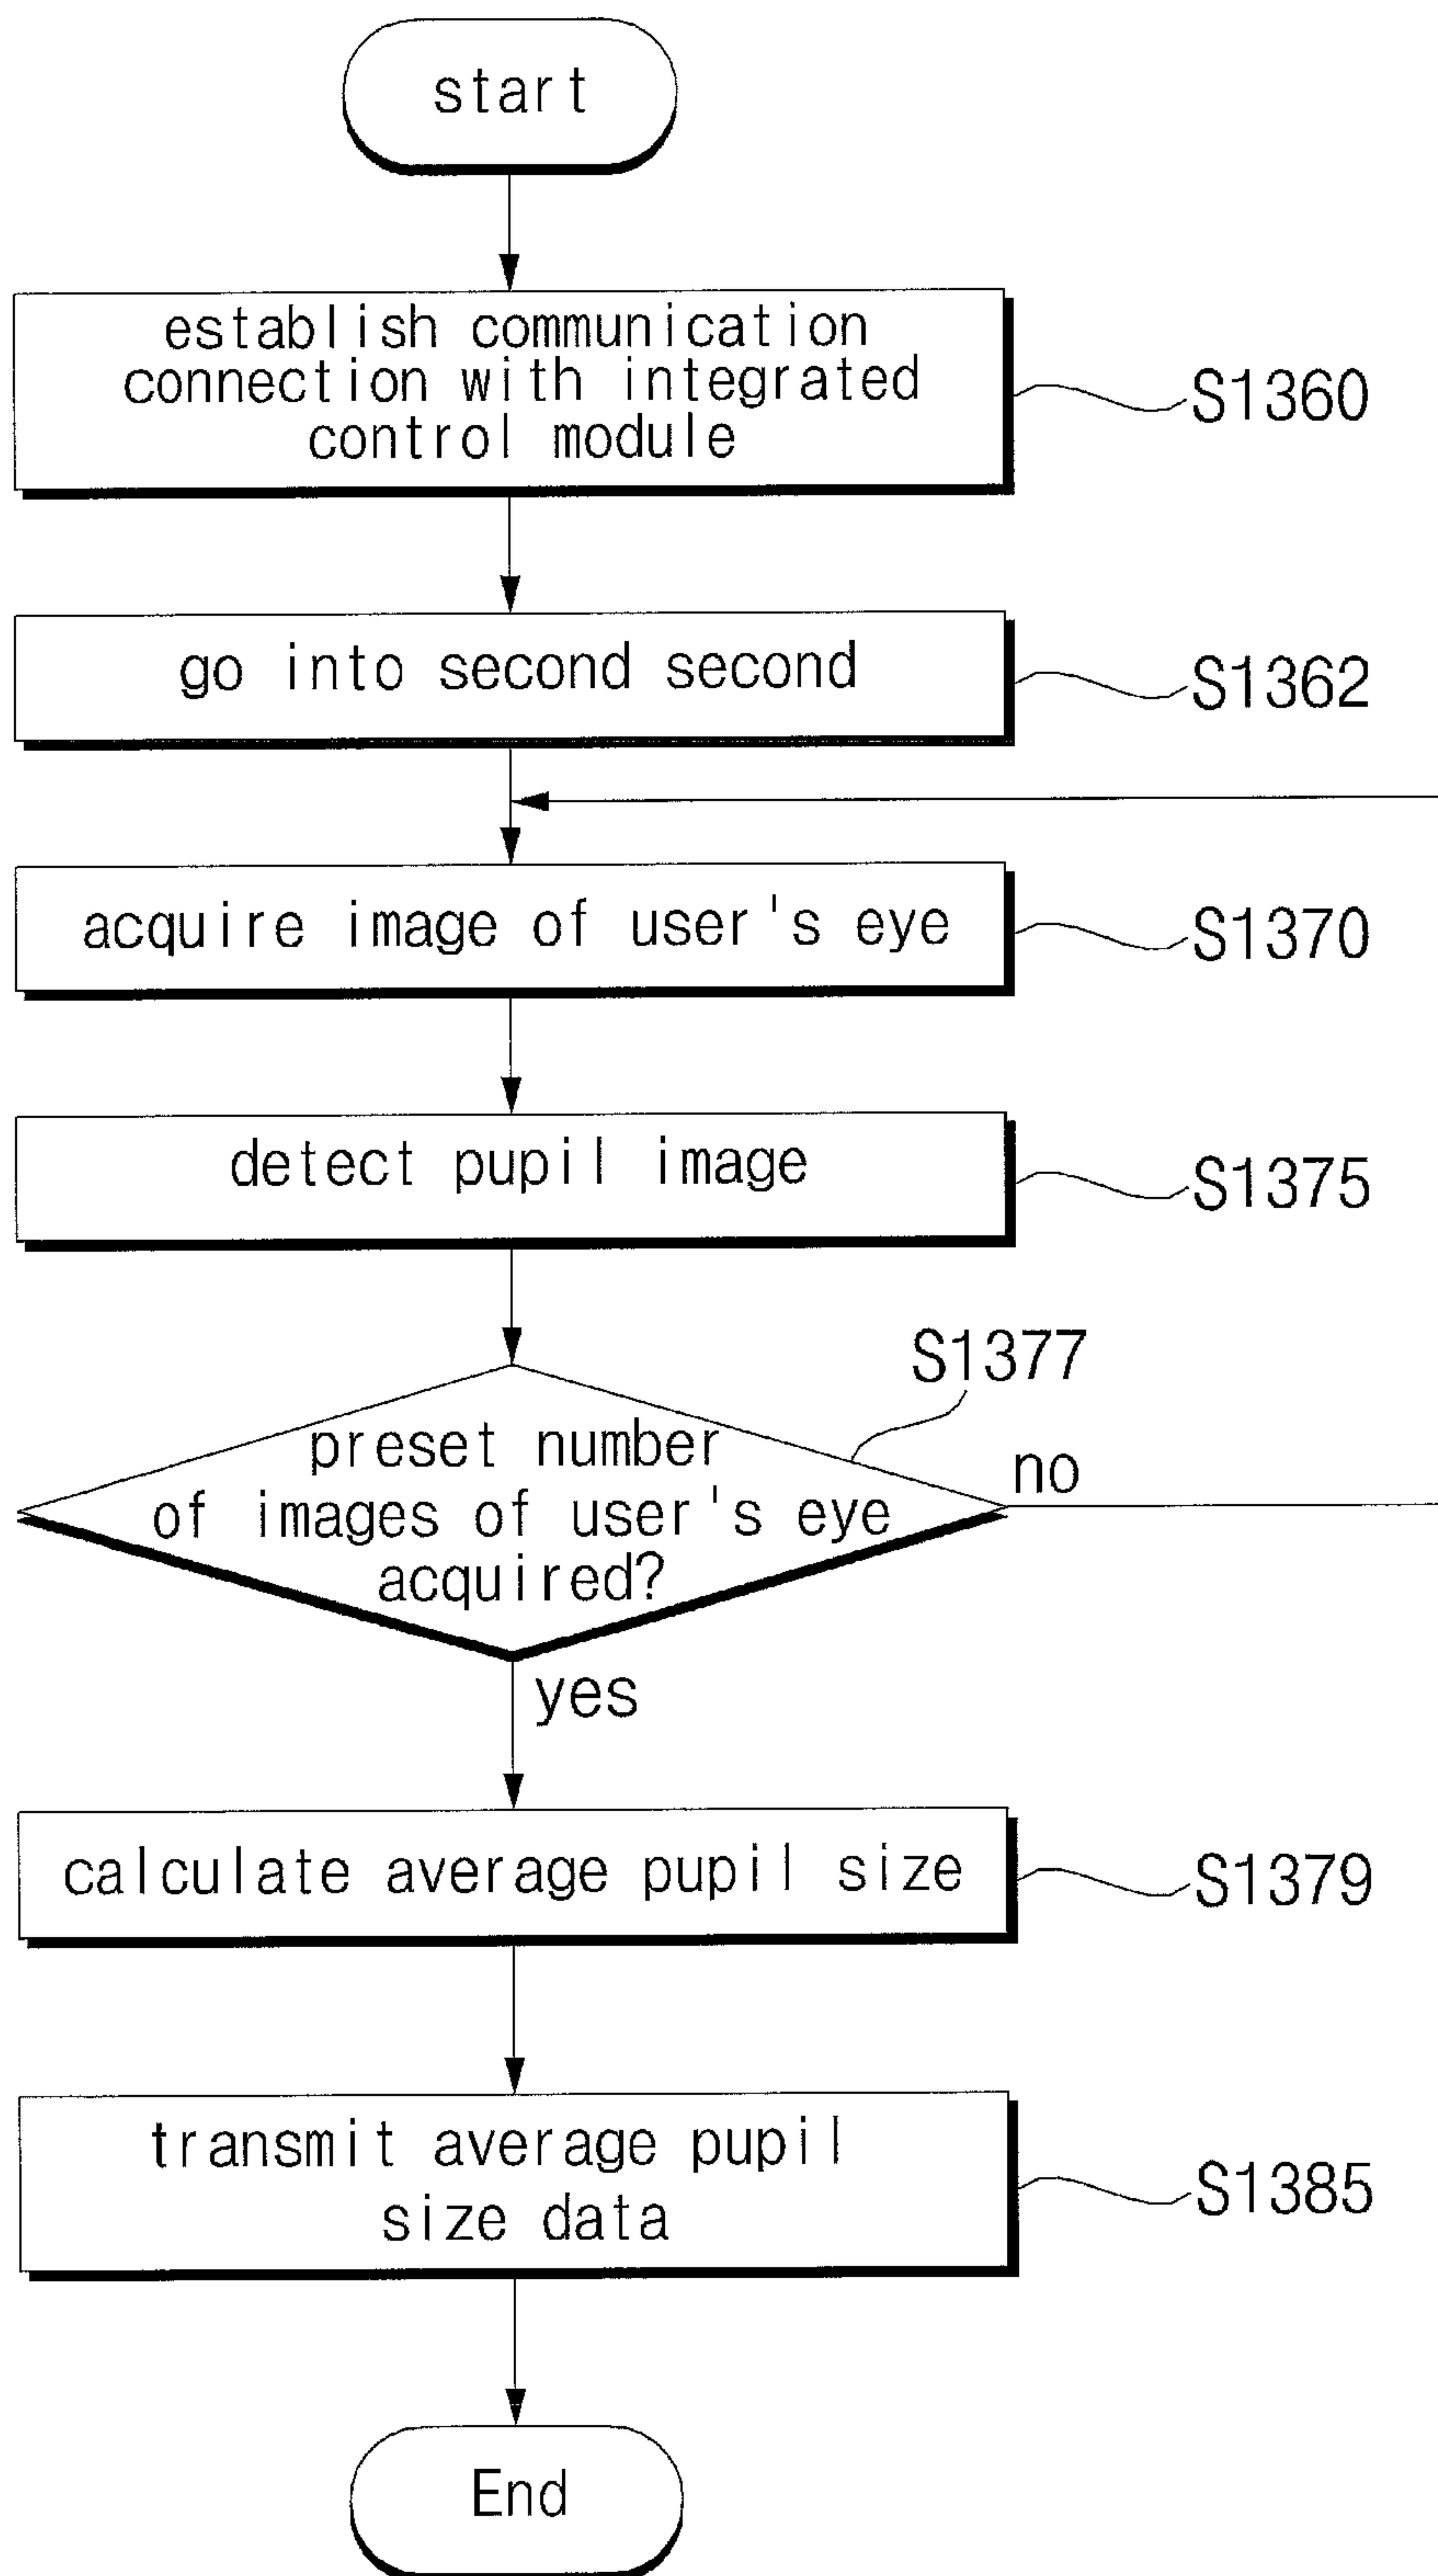 start
establish communication
connection with integrated
control module
S1360
go into second second
S1362
acquire image of user's eye
S1370
detect pupil image
S1375
S1377
preset number
of images of user's eye
acquired?
no
yes
calculate average pupil size
S1379
transmit average pupil
size data
S1385
End